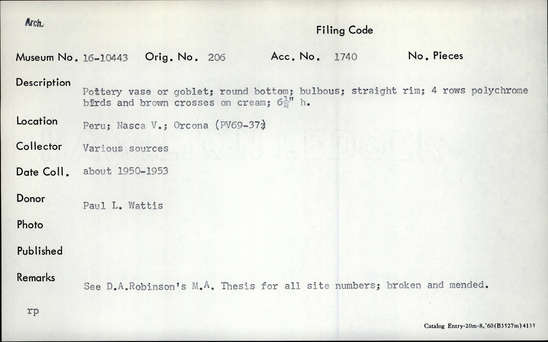 Arch.
Filing Code
Museum No. 16-10443 Orig. No. 206 Acc. No. 1740 No. Pieces
Description Pottery vase or goblet; round bottom; bulbous; straight rim; 4 rows polychrome
birds and brown crosses on cream; 6¾" h.
Location Peru; Nasca V.; Orcona (PV69-37)
Collector Various sources
Date Coll. about 1950-1953
Donor Paul L. Wattis
Photo
Published
Remarks See D.A.Robinson's M.A. Thesis for all site numbers; broken and mended.
rp
Catalog Entry-20m-8,'60(B3527m)4131